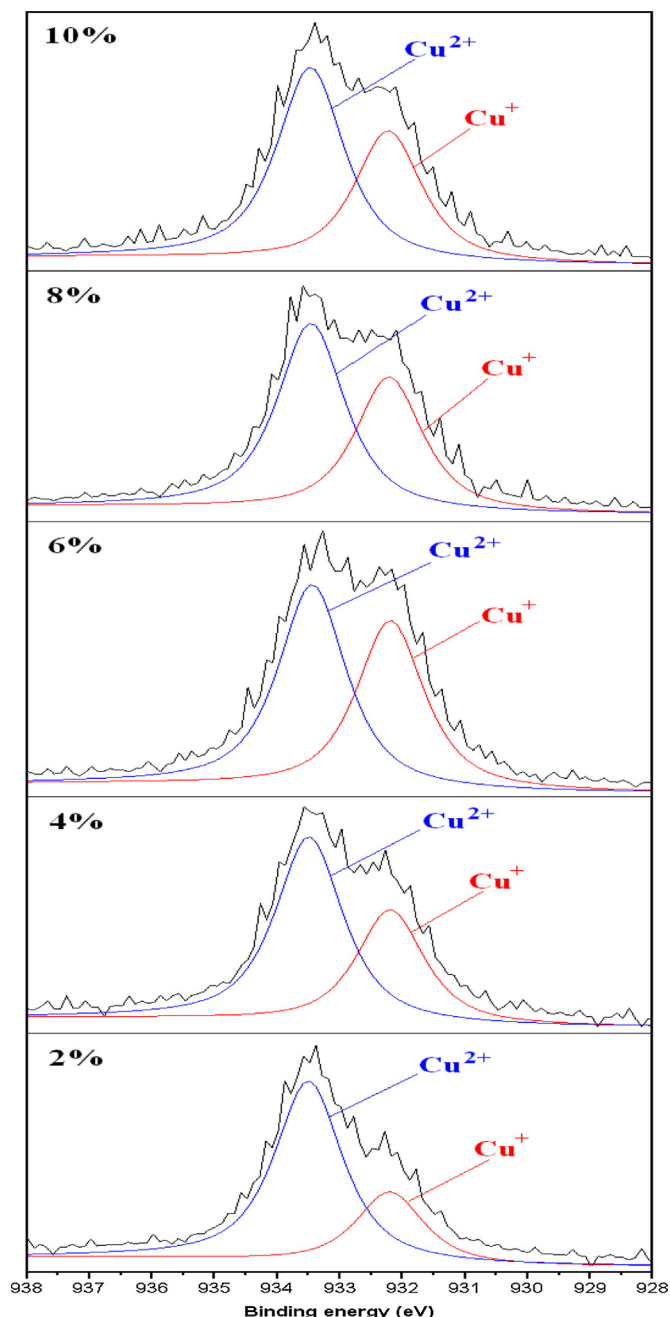 10%
Cu2+
Cu+
8%
Cu2+
Cu+
6%
Cu2+
Cu+
4%
Cu2+
Cu+
2%
Cu2+
Cu+
938 937 936 935 934 933 932 931 930 929 928
Binding energy (eV)